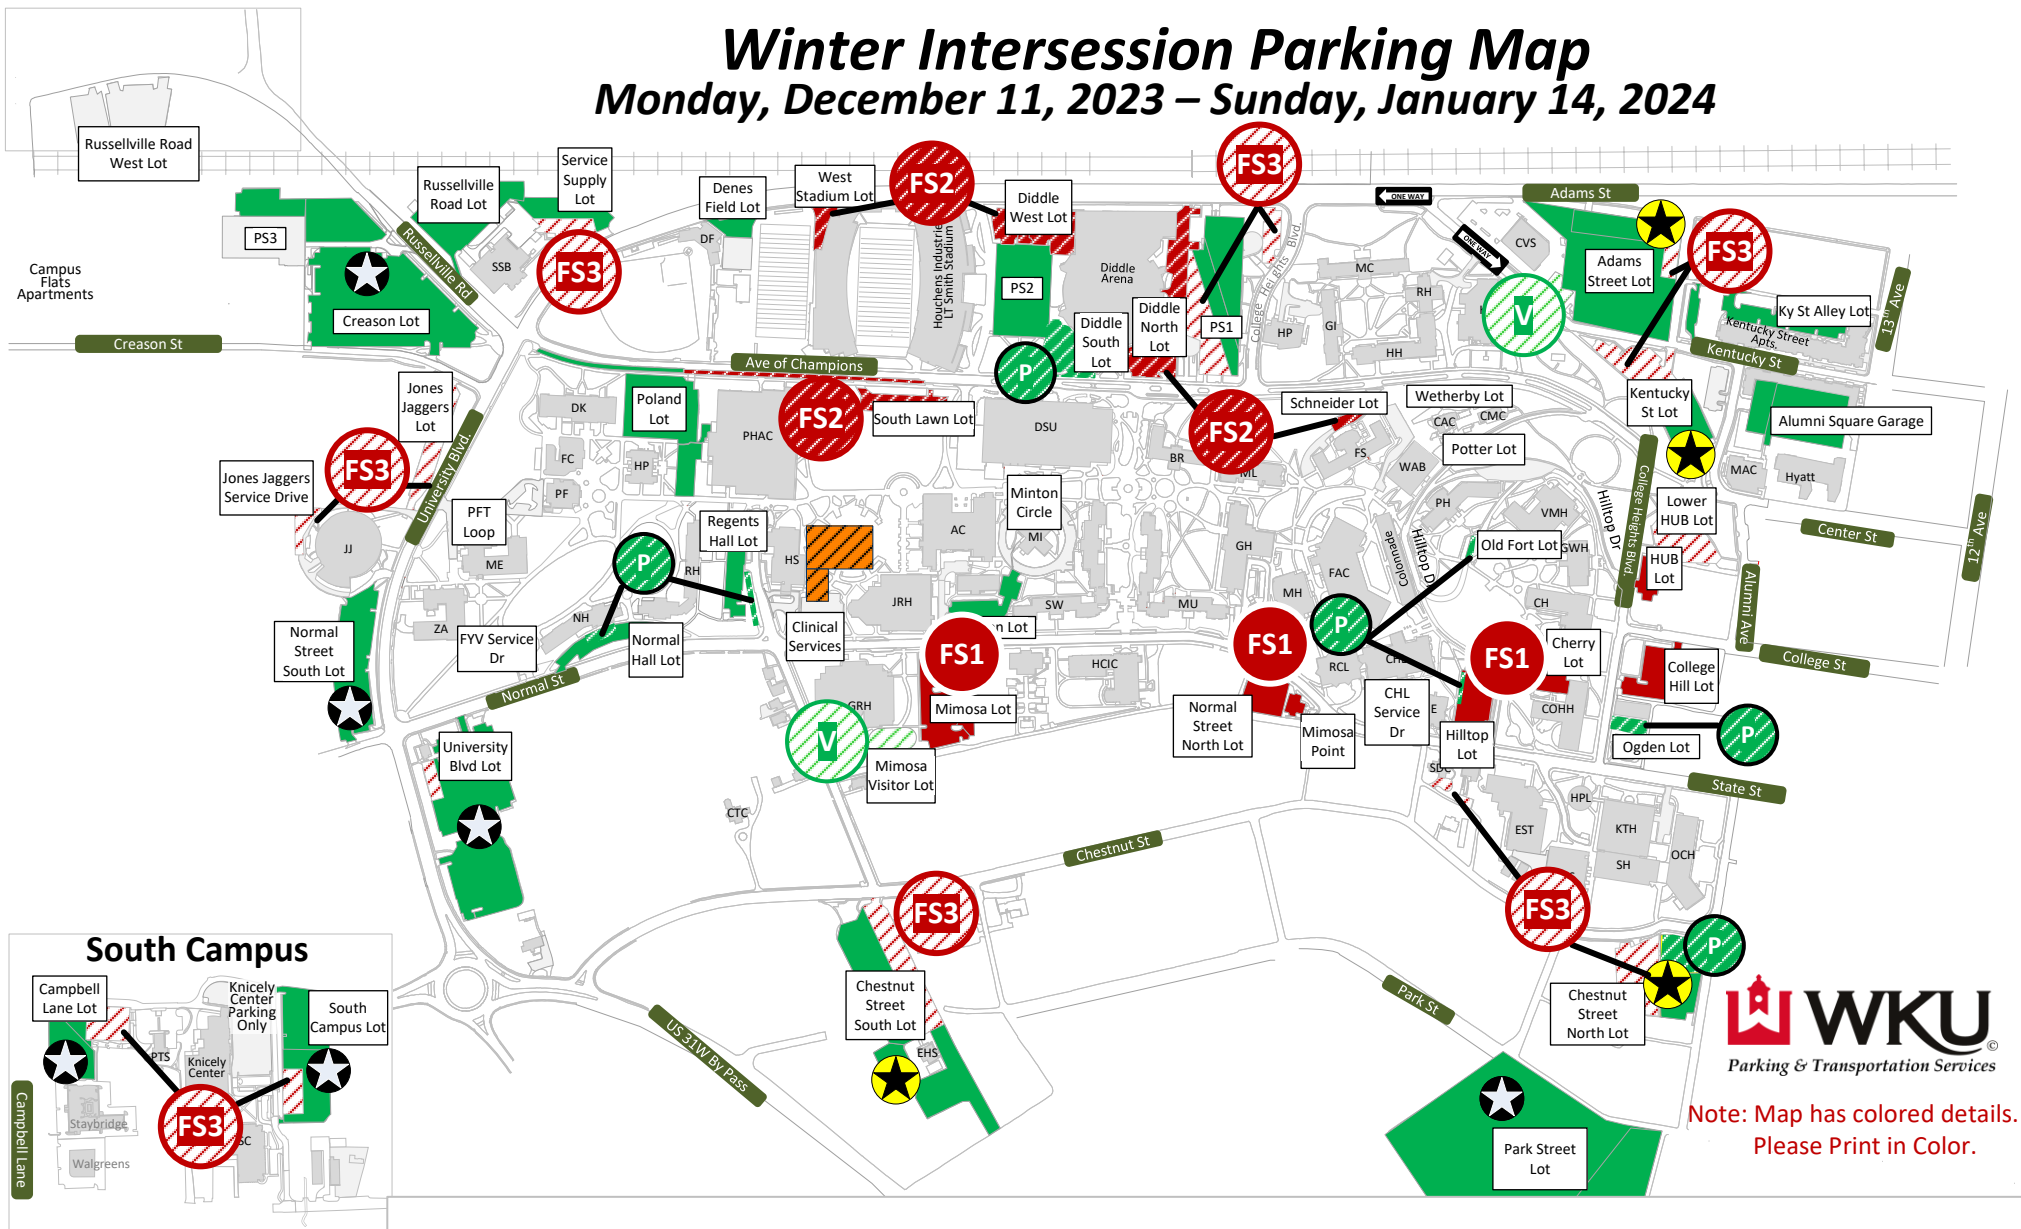 Winter Intersession Parking Map
Monday, December 11, 2023 – Sunday, January 14, 2024
Russellville Road
West Lot
Russellville
Road Lot
Service
Supply
Lot
Denes
Field Lot
West
Stadium Lot
FS2
Diddle
West Lot
FS3
ONE WAY
Adams St
PS3
Russellville Rd
SSB
FS3
DF
Houchens Industries
LT Smith Stadium
PS2
Diddle
Arena
College Heights Blvd.
MC
RH
ONE WAY
CVS
Adams
Street Lot
FS3
13th Ave
Campus
Flats
Apartments
Creason Lot
Creason St
Diddle
South
Lot
Diddle
North
Lot
PS1
HP
GI
HH
V
Ky St Alley Lot
Kentucky Street
Apts.
Kentucky St
Ave of Champions
P
Jones
Jaggers
Lot
DK
Poland
Lot
PHAC
FS2
South Lawn Lot
DSU
FS2
Schneider Lot
Wetherby Lot
CAC
CMC
Kentucky
St Lot
Alumni Square Garage
Jones Jaggers
Service Drive
FS3
University Blvd.
FC
HP
PF
BR
ML
FS
WAB
Potter Lot
MAC
Hyatt
PFT
Loop
Regents
Hall Lot
Minton
Circle
MI
AC
PH
VMH
Hilltop Dr
College Heights Blvd.
Lower
HUB Lot
Center St
12th Ave
JJ
ME
P
RH
HS
GH
FAC
Colonnade
Hilltop D
Old Fort Lot
GWH
HUB
Lot
Alumni Ave
JRH
SW
MU
MH
P
CH
Normal
Street
South Lot
ZA
FYV Service
Dr
NH
Normal
Hall Lot
Clinical
Services
n Lot
FS1
HCIC
FS1
RCL
FS1
Cherry
Lot
College
Hill Lot
College St
Normal St
GRH
Mimosa Lot
Normal
Street
North Lot
Mimosa
Point
CHL
Service
Dr
E
Hilltop
Lot
COHH
Ogden Lot
P
University
Blvd Lot
V
Mimosa
Visitor Lot
SDC
State St
CTC
HPL
EST
KTH
SH
OCH
Chestnut St
FS3
FS3
P
Chestnut
Street
South Lot
EHS
Park St
Chestnut
Street
North Lot
WKU
©
Parking & Transportation Services
US 31W By Pass
Park Street
Lot
Note: Map has colored details.
Please Print in Color.
South Campus
Campbell
Lane Lot
Knicely
Center
Parking
Only
South
Campus Lot
PTS
Knicely
Center
Campbell Lane
Staybridge
FS3
SC
Walgreens